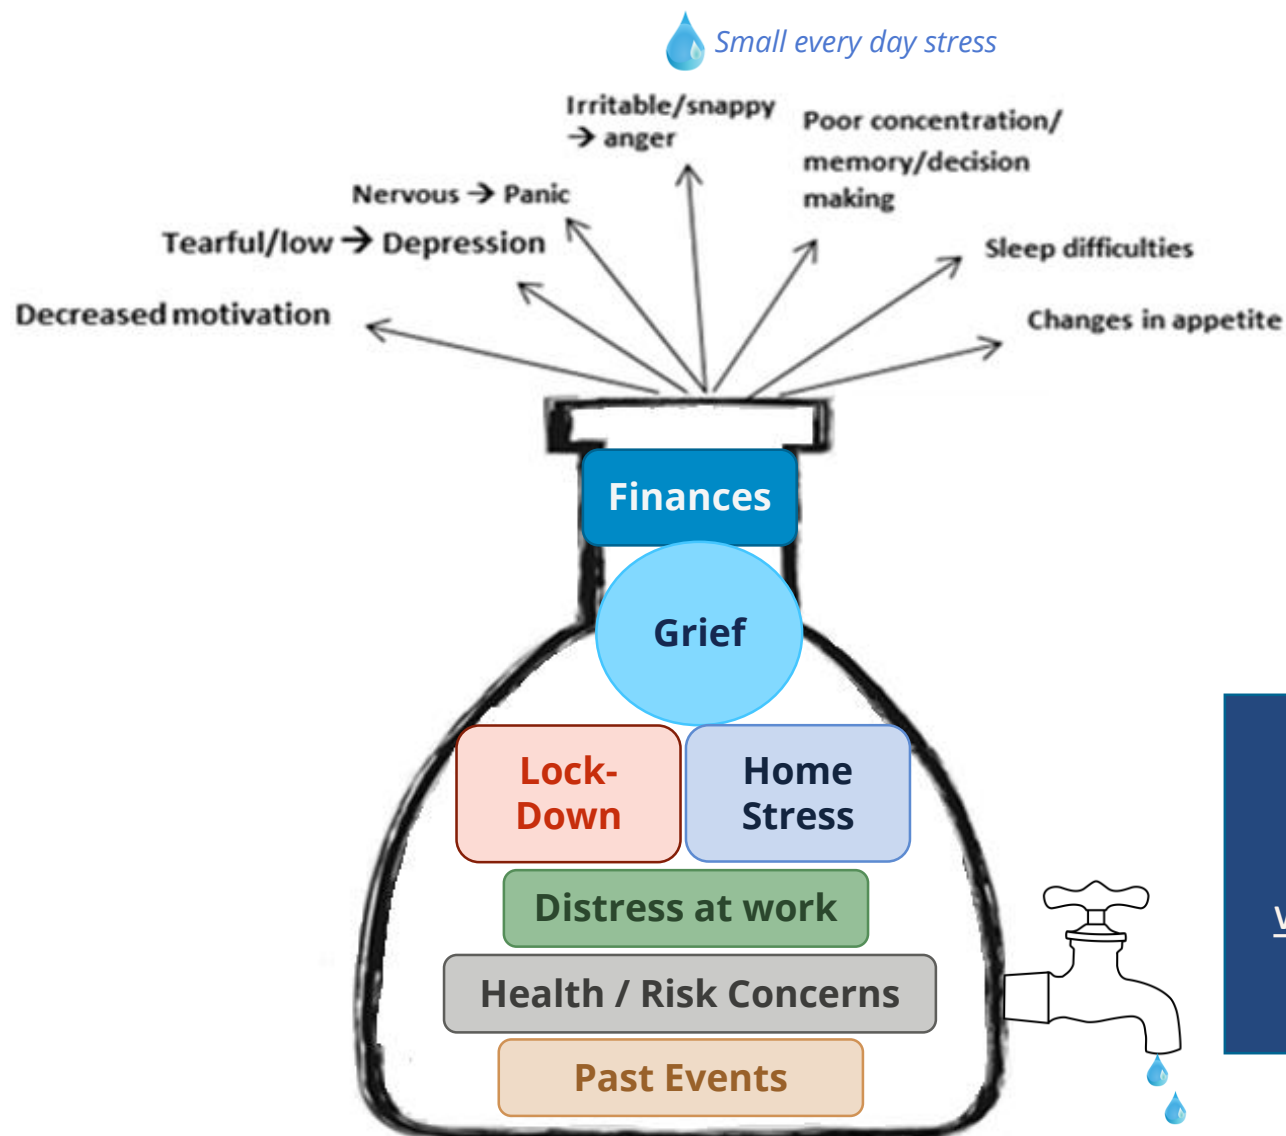 Small every day stress
Irritable/snappy
→ anger
Poor concentration/
memory/decision
making
Nervous → Panic
Tearful/low → Depression
Sleep difficulties
Decreased motivation
Changes in appetite
Finances
Grief
Lock-
Down
Home
Stress
Distress at work
Health / Risk Concerns
Past Events